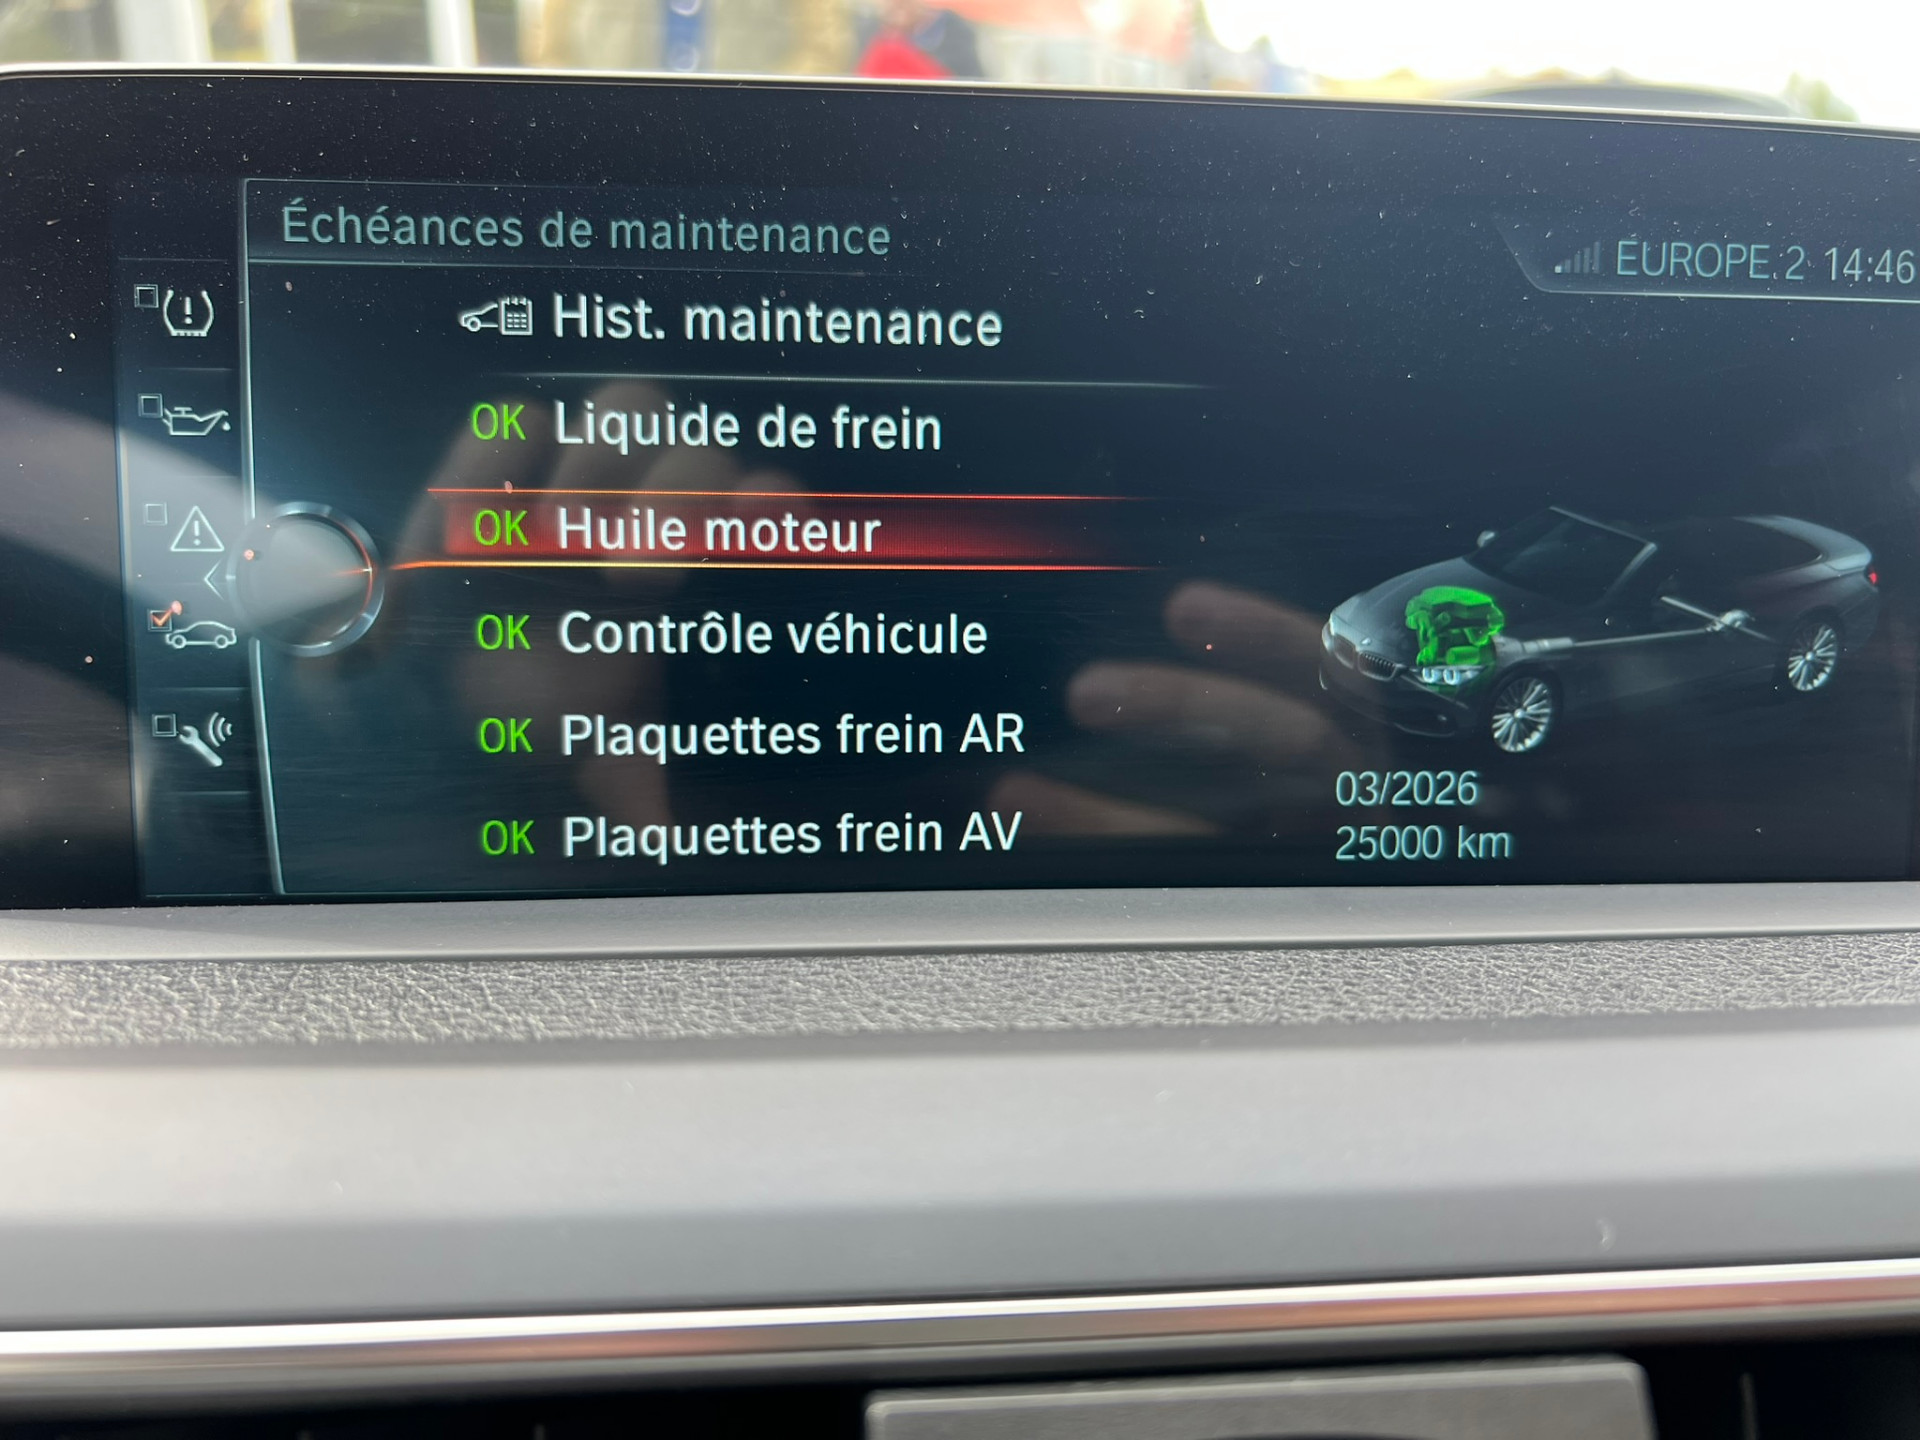 Échéances de maintenance
EUROPE 2 14:46
Hist. maintenance
OK Liquide de frein
OK Huile moteur
OK Contrôle véhicule
OK Plaquettes frein AR
OK Plaquettes frein AV
03/2026
25000 km